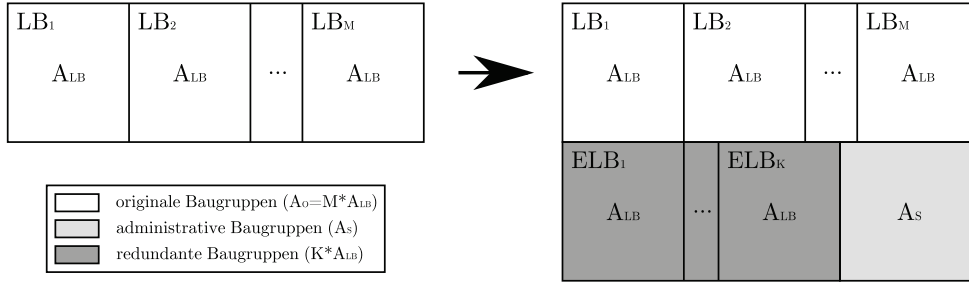 LB1 LB2 LBM
ALB ALB ... ALB
LB1 LB2 LBM
ALB ALB ... ALB
ELB1 ELBK
ALB ... ALB AS
originale Baugruppen (AO=M*ALB)
administrative Baugruppen (AS)
redundante Baugruppen (K*ALB)